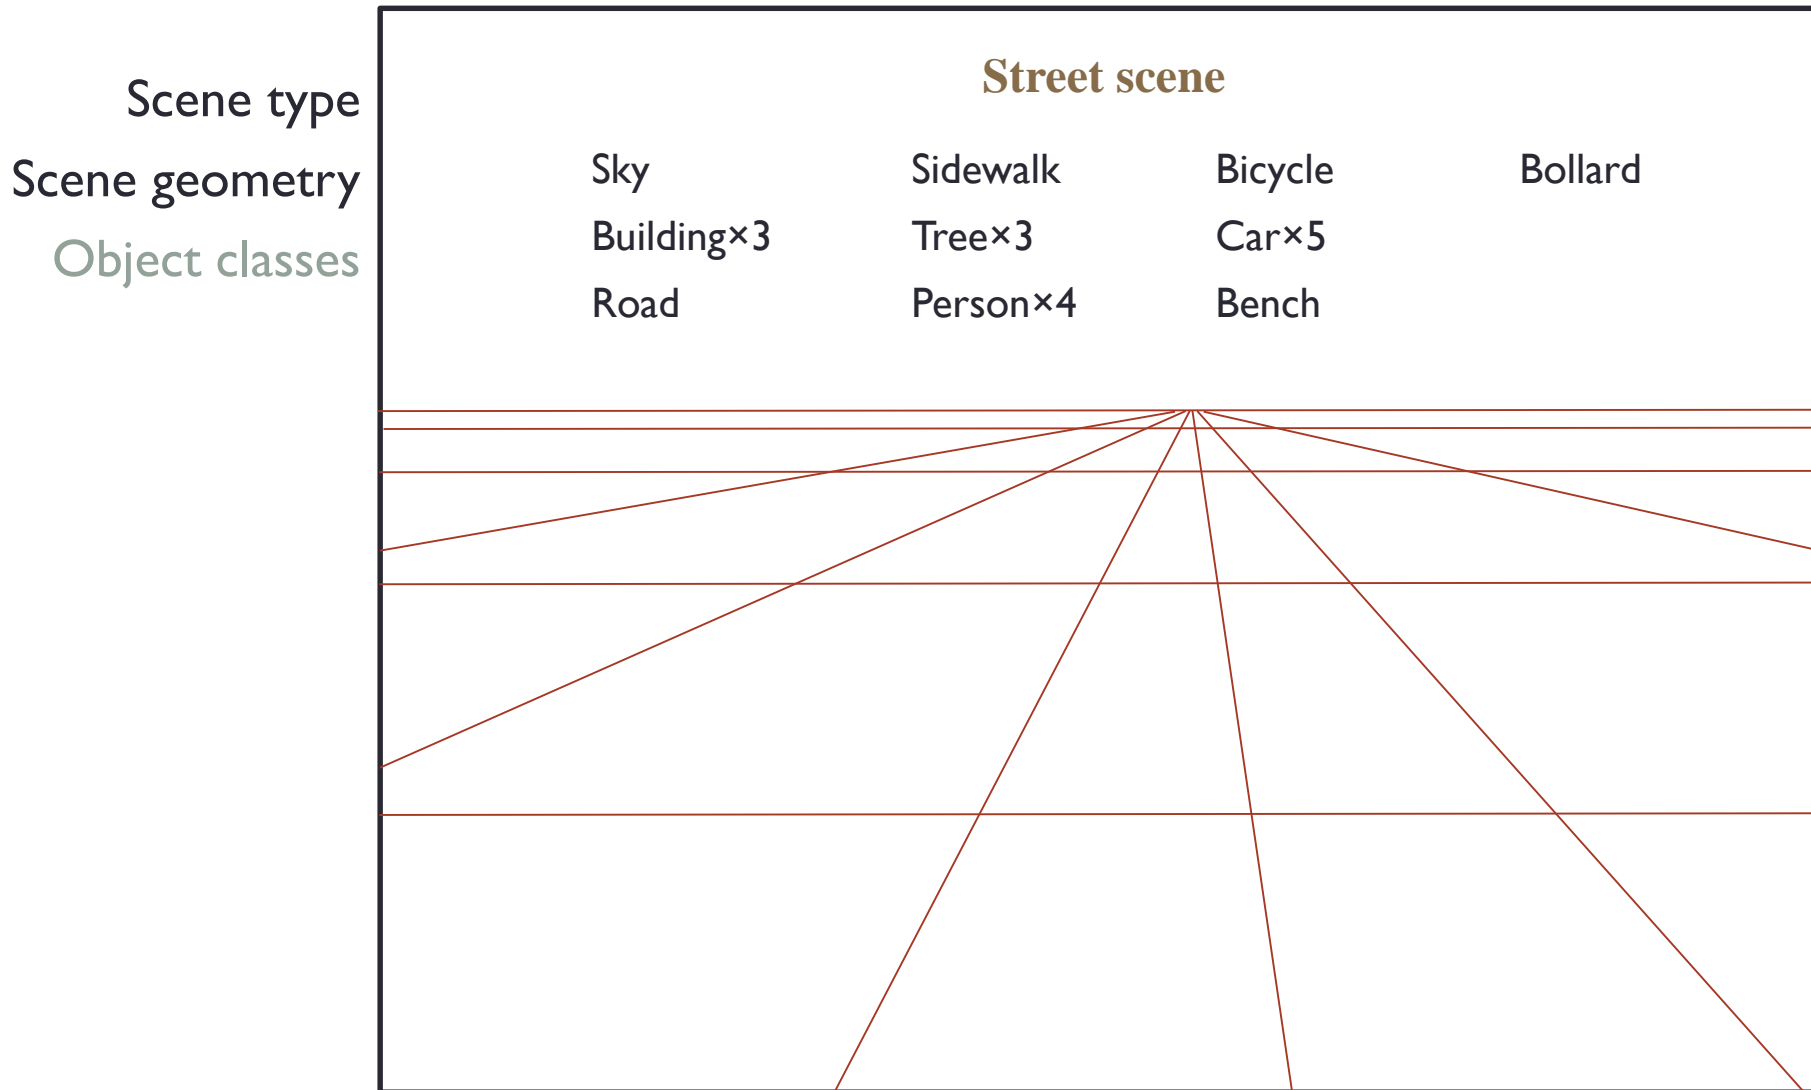 Scene type
Scene geometry
Object classes
Street scene
Sky Sidewalk Bicycle Bollard
Building×3 Tree×3 Car×5
Road Person×4 Bench